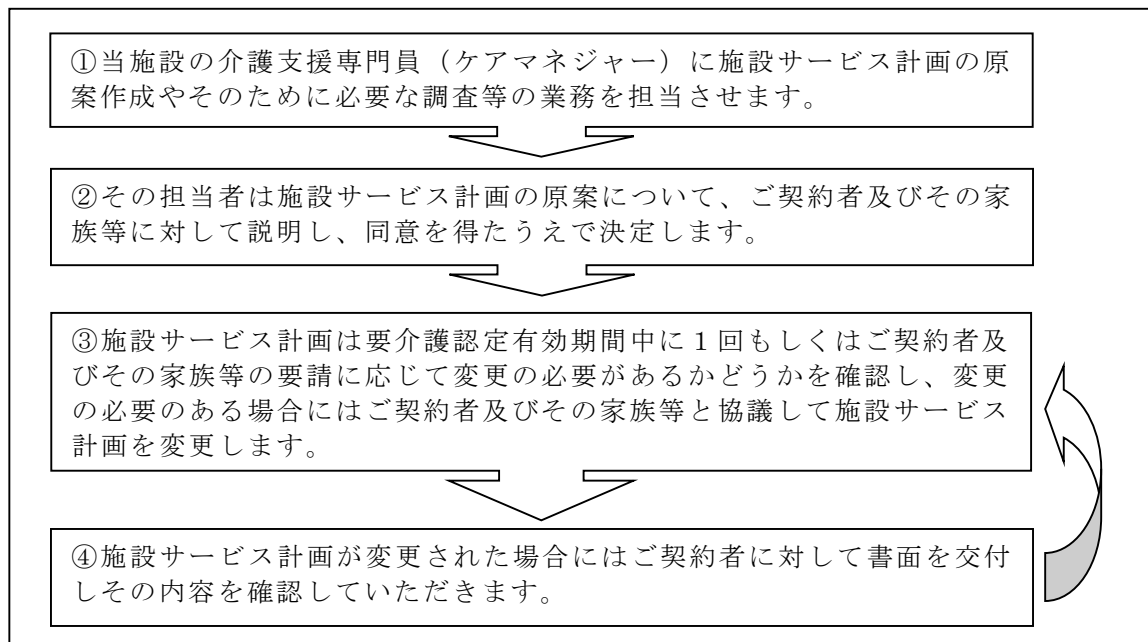 ①当施設の介護支援専門員（ケアマネジャー）に施設サービス計画の原
案作成やそのために必要な調査等の業務を担当させます。
②その担当者は施設サービス計画の原案について、ご契約者及びその家
族等に対して説明し、同意を得たうえで決定します。
③施設サービス計画は要介護認定有効期間中に１回もしくはご契約者及
びその家族等の要請に応じて変更の必要があるかどうかを確認し、変更
の必要のある場合にはご契約者及びその家族等と協議して施設サービス
計画を変更します。
④施設サービス計画が変更された場合にはご契約者に対して書面を交付
しその内容を確認していただきます。